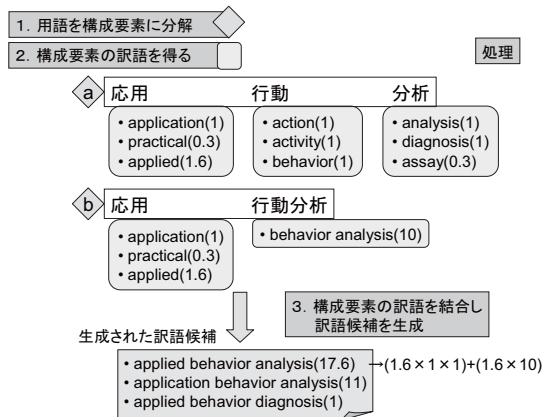 1. 用語を構成要素に分解
2. 構成要素の訳語を得る
処理
a 応用 行動 分析
• application(1)
• practical(0.3)
• applied(1.6)
• action(1)
• activity(1)
• behavior(1)
• analysis(1)
• diagnosis(1)
• assay(0.3)
b 応用 行動分析
• application(1)
• practical(0.3)
• applied(1.6)
• behavior analysis(10)
3. 構成要素の訳語を結合し
訳語候補を生成
生成された訳語候補
• applied behavior analysis(17.6) →(1.6×1×1)+(1.6×10)
• application behavior analysis(11)
• applied behavior diagnosis(1)